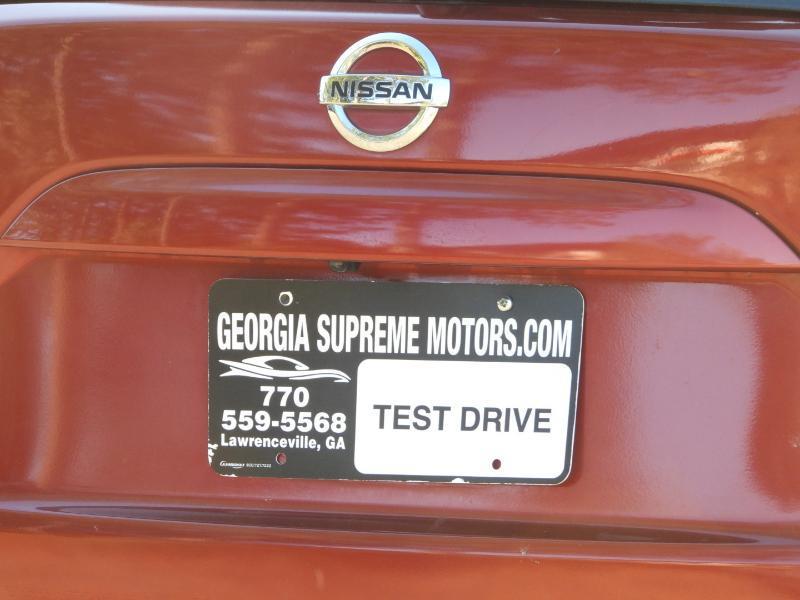 NISSAN
GEORGIA SUPREME MOTORS.COM
770
559-5568
Lawrenceville, GA
TEST DRIVE